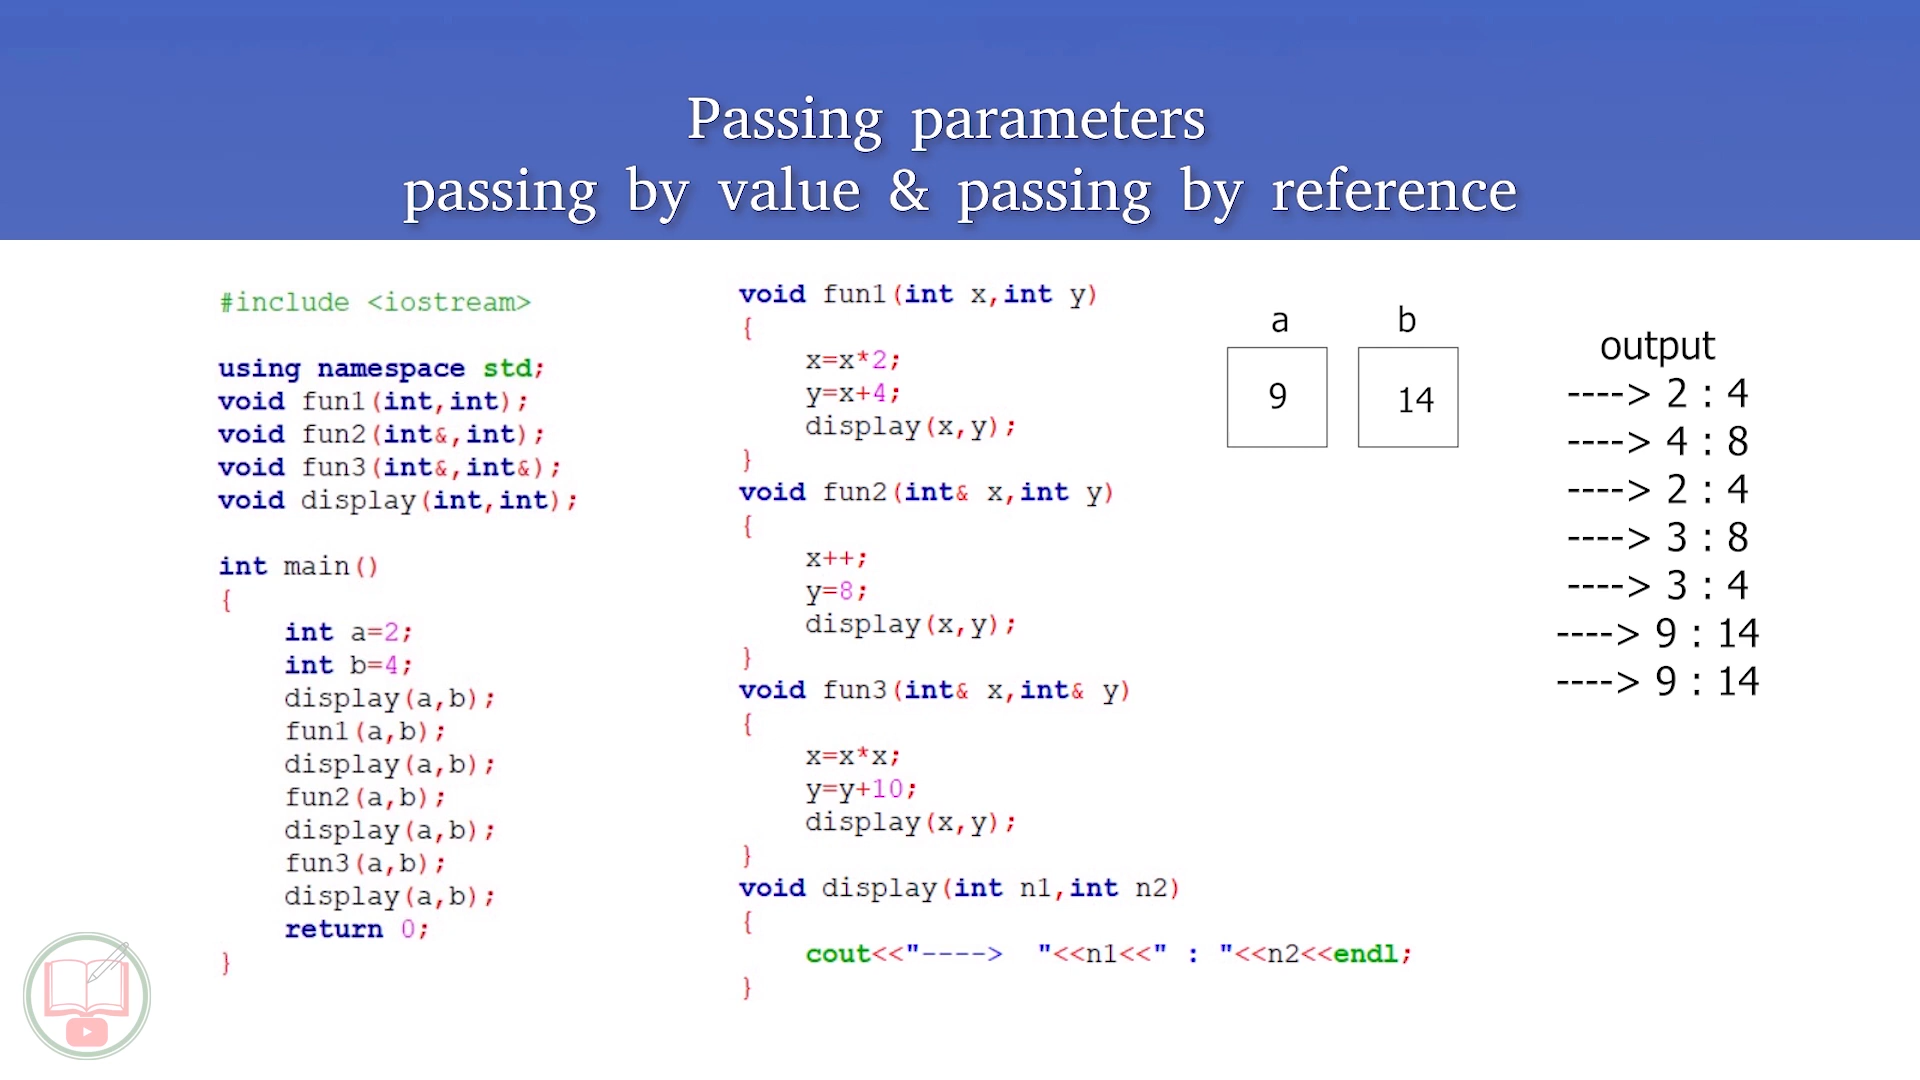 Passing parameters
passing by value & passing by reference
#include <iostream>
using namespace std;
void fun1(int,int);
void fun2(int&,int);
void fun3(int&,int&);
void display(int,int);
int main()
{
int a=2;
int b=4;
display(a,b);
fun1(a,b);
display(a,b);
fun2(a,b);
display(a,b);
fun3(a,b);
display(a,b);
return 0;
}
void fun1(int x,int y)
{
x=x*2;
y=x+4;
display(x,y);
}
void fun2(int& x,int y)
{
x++;
y=8;
display(x,y);
}
void fun3(int& x,int& y)
{
x=x*x;
y=y+10;
display(x,y);
}
void display(int n1,int n2)
{
cout<<"---->  "<<n1<<" : "<<n2<<endl;
}
a b
9 14
output
----> 2 : 4
----> 4 : 8
----> 2 : 4
----> 3 : 8
----> 3 : 4
----> 9 : 14
----> 9 : 14